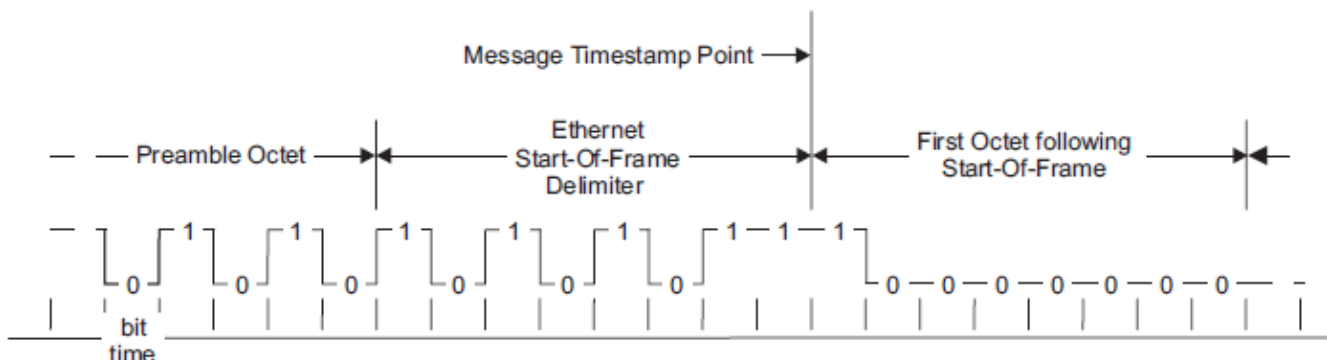 Message Timestamp Point
Preamble Octet
Ethernet
Start-Of-Frame
Delimiter
First Octet following
Start-Of-Frame
1 1 1 1 1 1 1 1
0 0 0 0 0 0 0 0 0 0 0 0 0
bit
time